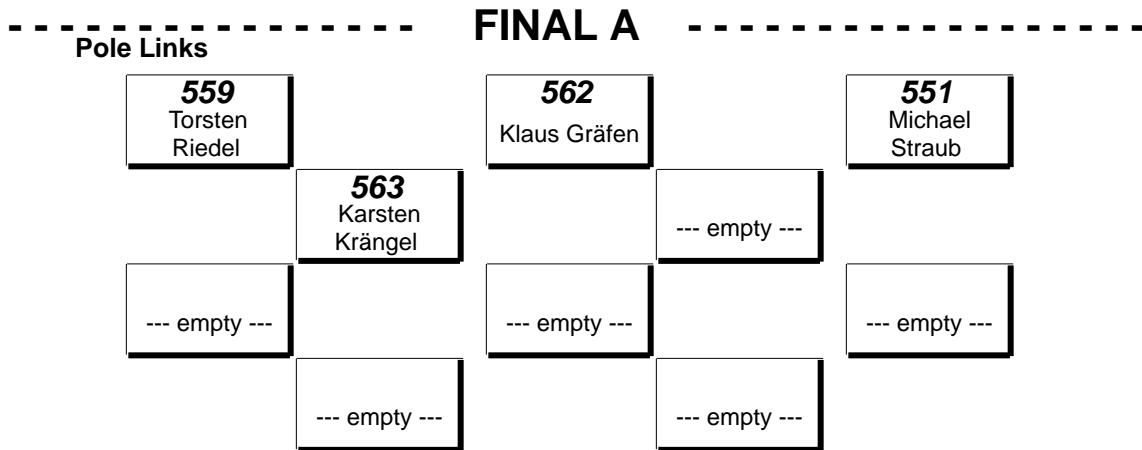 - - - - - - - - - - - - - - - - - FINAL A - - - - - - - - - - - - - - - - - - -
Pole Links
559
Torsten
Riedel
562
Klaus Gräfen
551
Michael
Straub
563
Karsten
Krängel
--- empty ---
--- empty ---
--- empty ---
--- empty ---
--- empty ---
--- empty ---